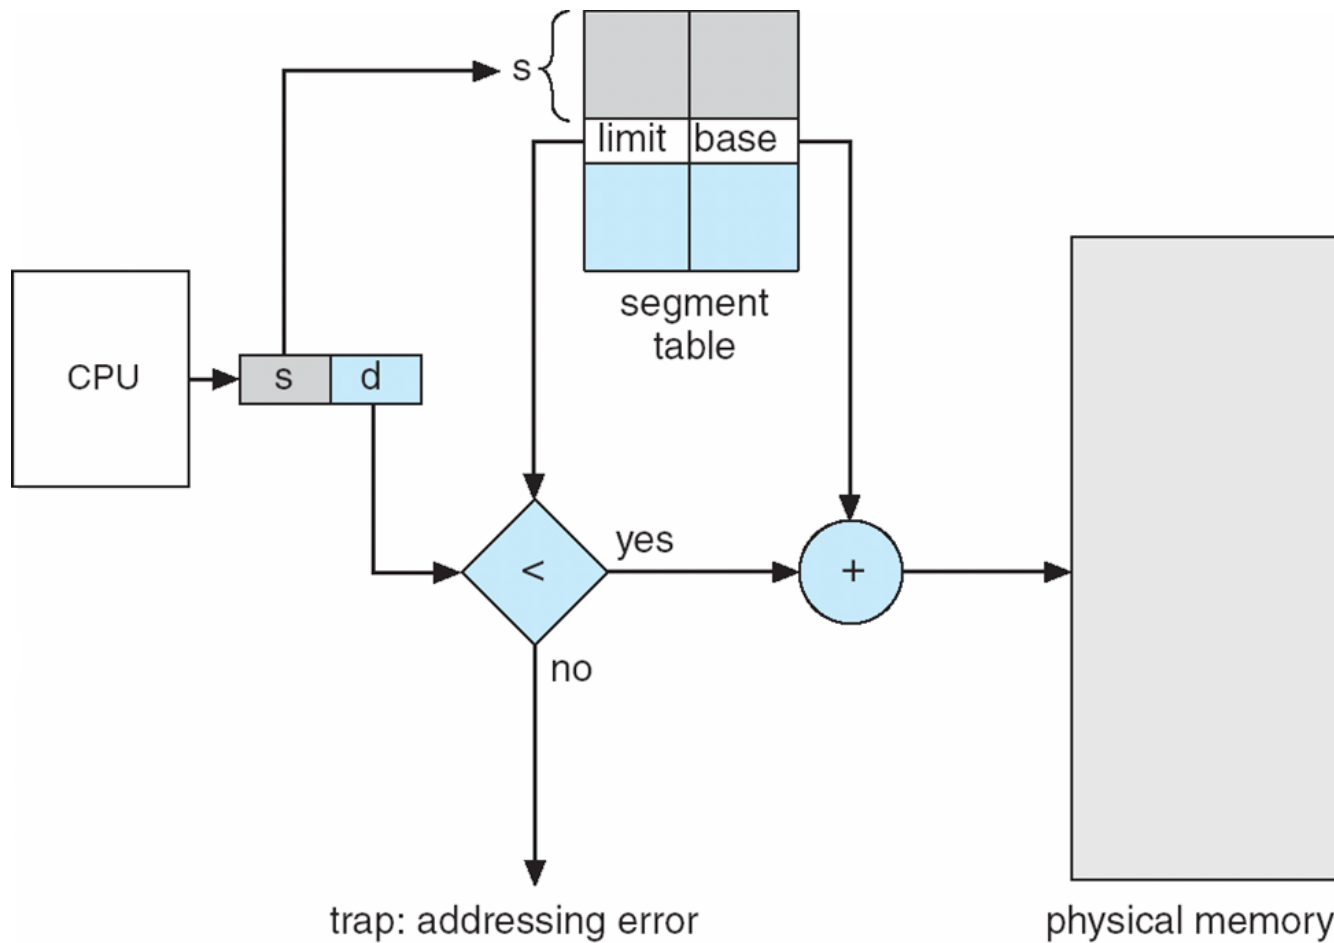 s
limit base
segment
table
CPU
s d
yes
<
+
no
trap: addressing error
physical memory